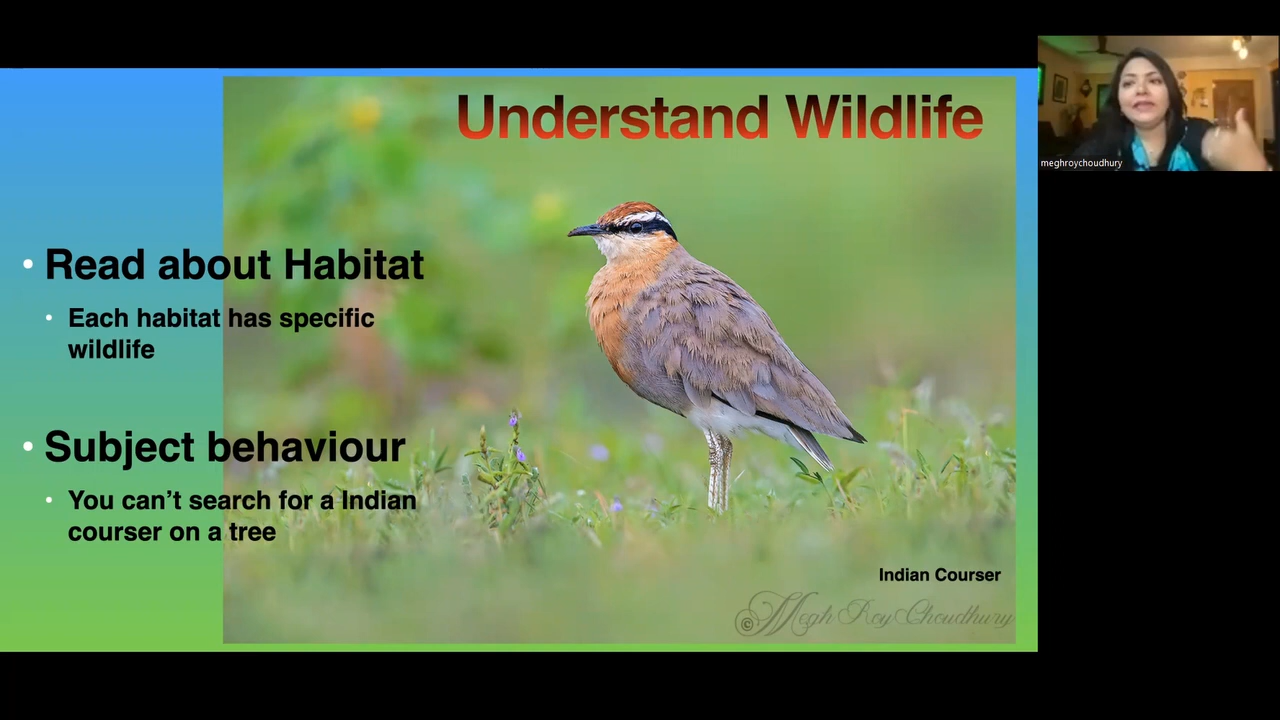 Understand Wildlife
meghroychoudhury
• Read about Habitat
• Each habitat has specific
wildlife
• Subject behaviour
• You can’t search for a Indian
courser on a tree
Indian Courser
© Megh Roy Choudhury